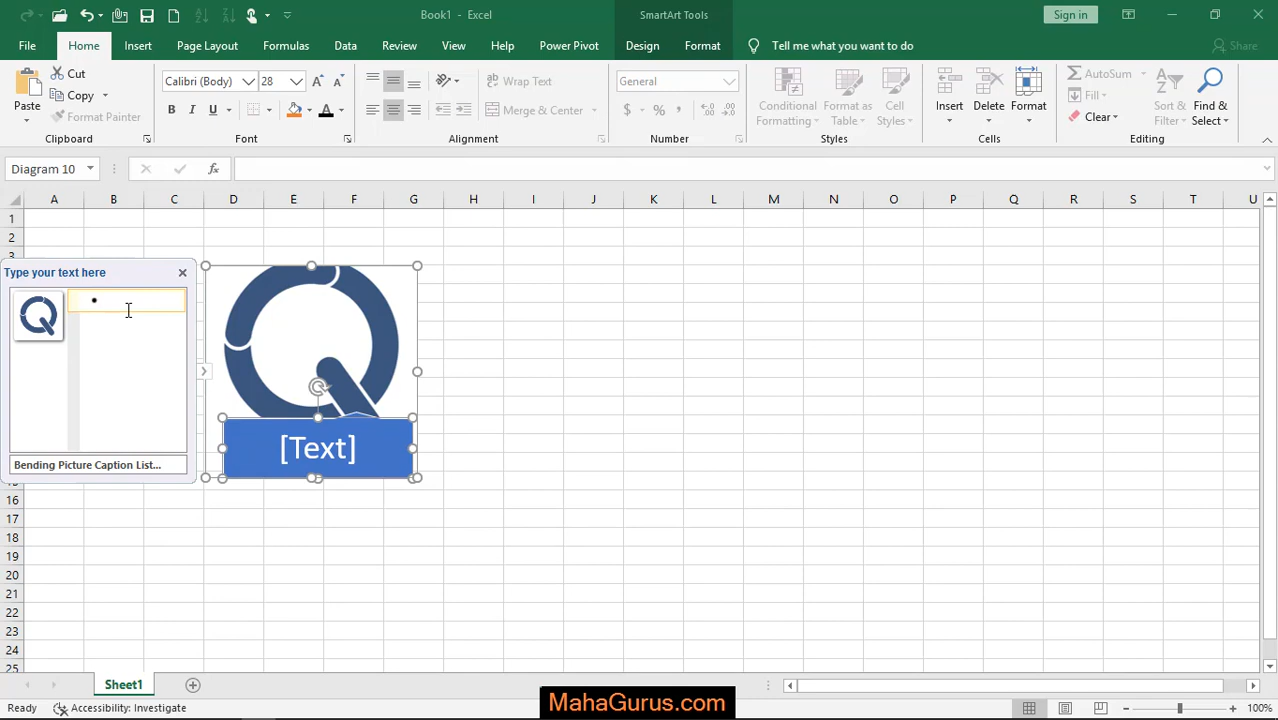 Book1 - Excel
SmartArt Tools
Sign in
File
Home
Insert
Page Layout
Formulas
Data
Review
View
Help
Power Pivot
Design
Format
Tell me what you want to do
Share
Paste
Cut
Copy
Format Painter
Clipboard
Calibri (Body)
28
B I U
Font
Wrap Text
Merge & Center
Alignment
General
$ % ,
Number
Conditional
Formatting
Format as
Table
Cell
Styles
Styles
Insert
Delete
Format
Cells
AutoSum
Fill
Clear
Sort &
Filter
Find &
Select
Editing
Diagram 10
fx
A B C D E F G H I J K L M N O P Q R S T U
1
2
3
Type your text here
Bending Picture Caption List...
[Text]
16
17
18
19
20
21
22
23
24
25
Sheet1
Ready
Accessibility: Investigate
MahaGurus.com
100%